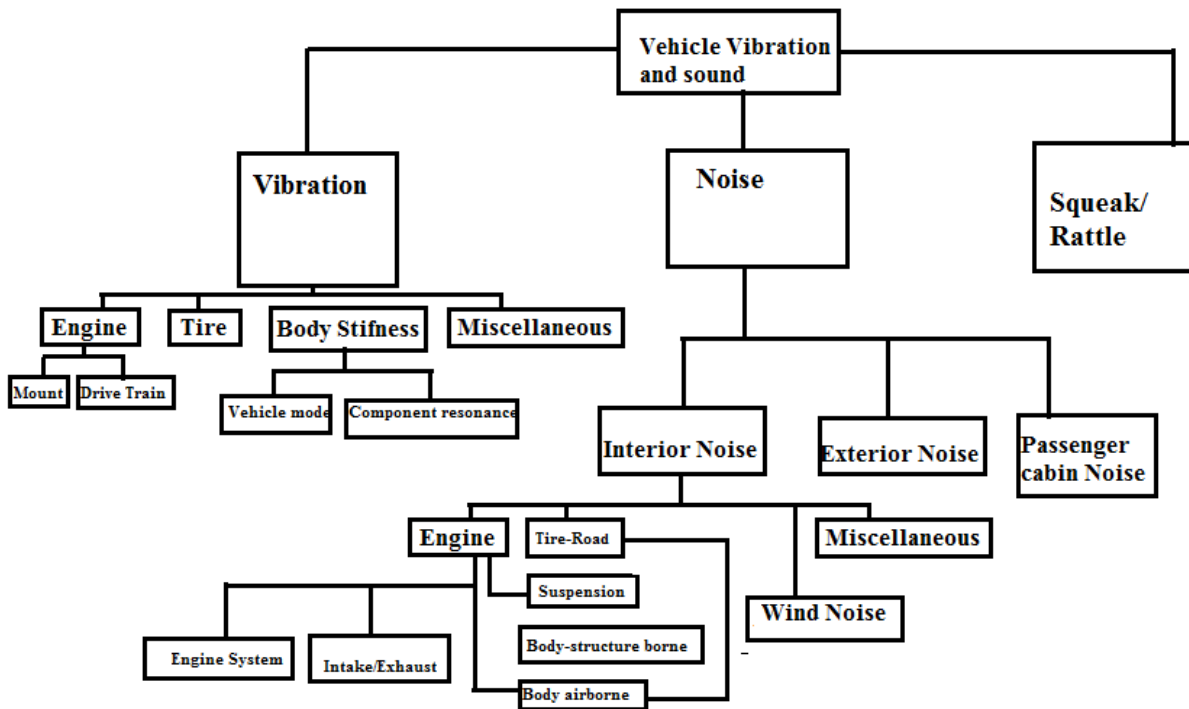 Vehicle Vibration
and sound
Vibration
Noise
Squeak/
Rattle
Engine
Tire
Body Stifness
Miscellaneous
Mount
Drive Train
Vehicle mode
Component resonance
Interior Noise
Exterior Noise
Passenger
cabin Noise
Engine
Tire-Road
Miscellaneous
Suspension
Wind Noise
Body-structure borne
Engine System
Intake/Exhaust
Body airborne